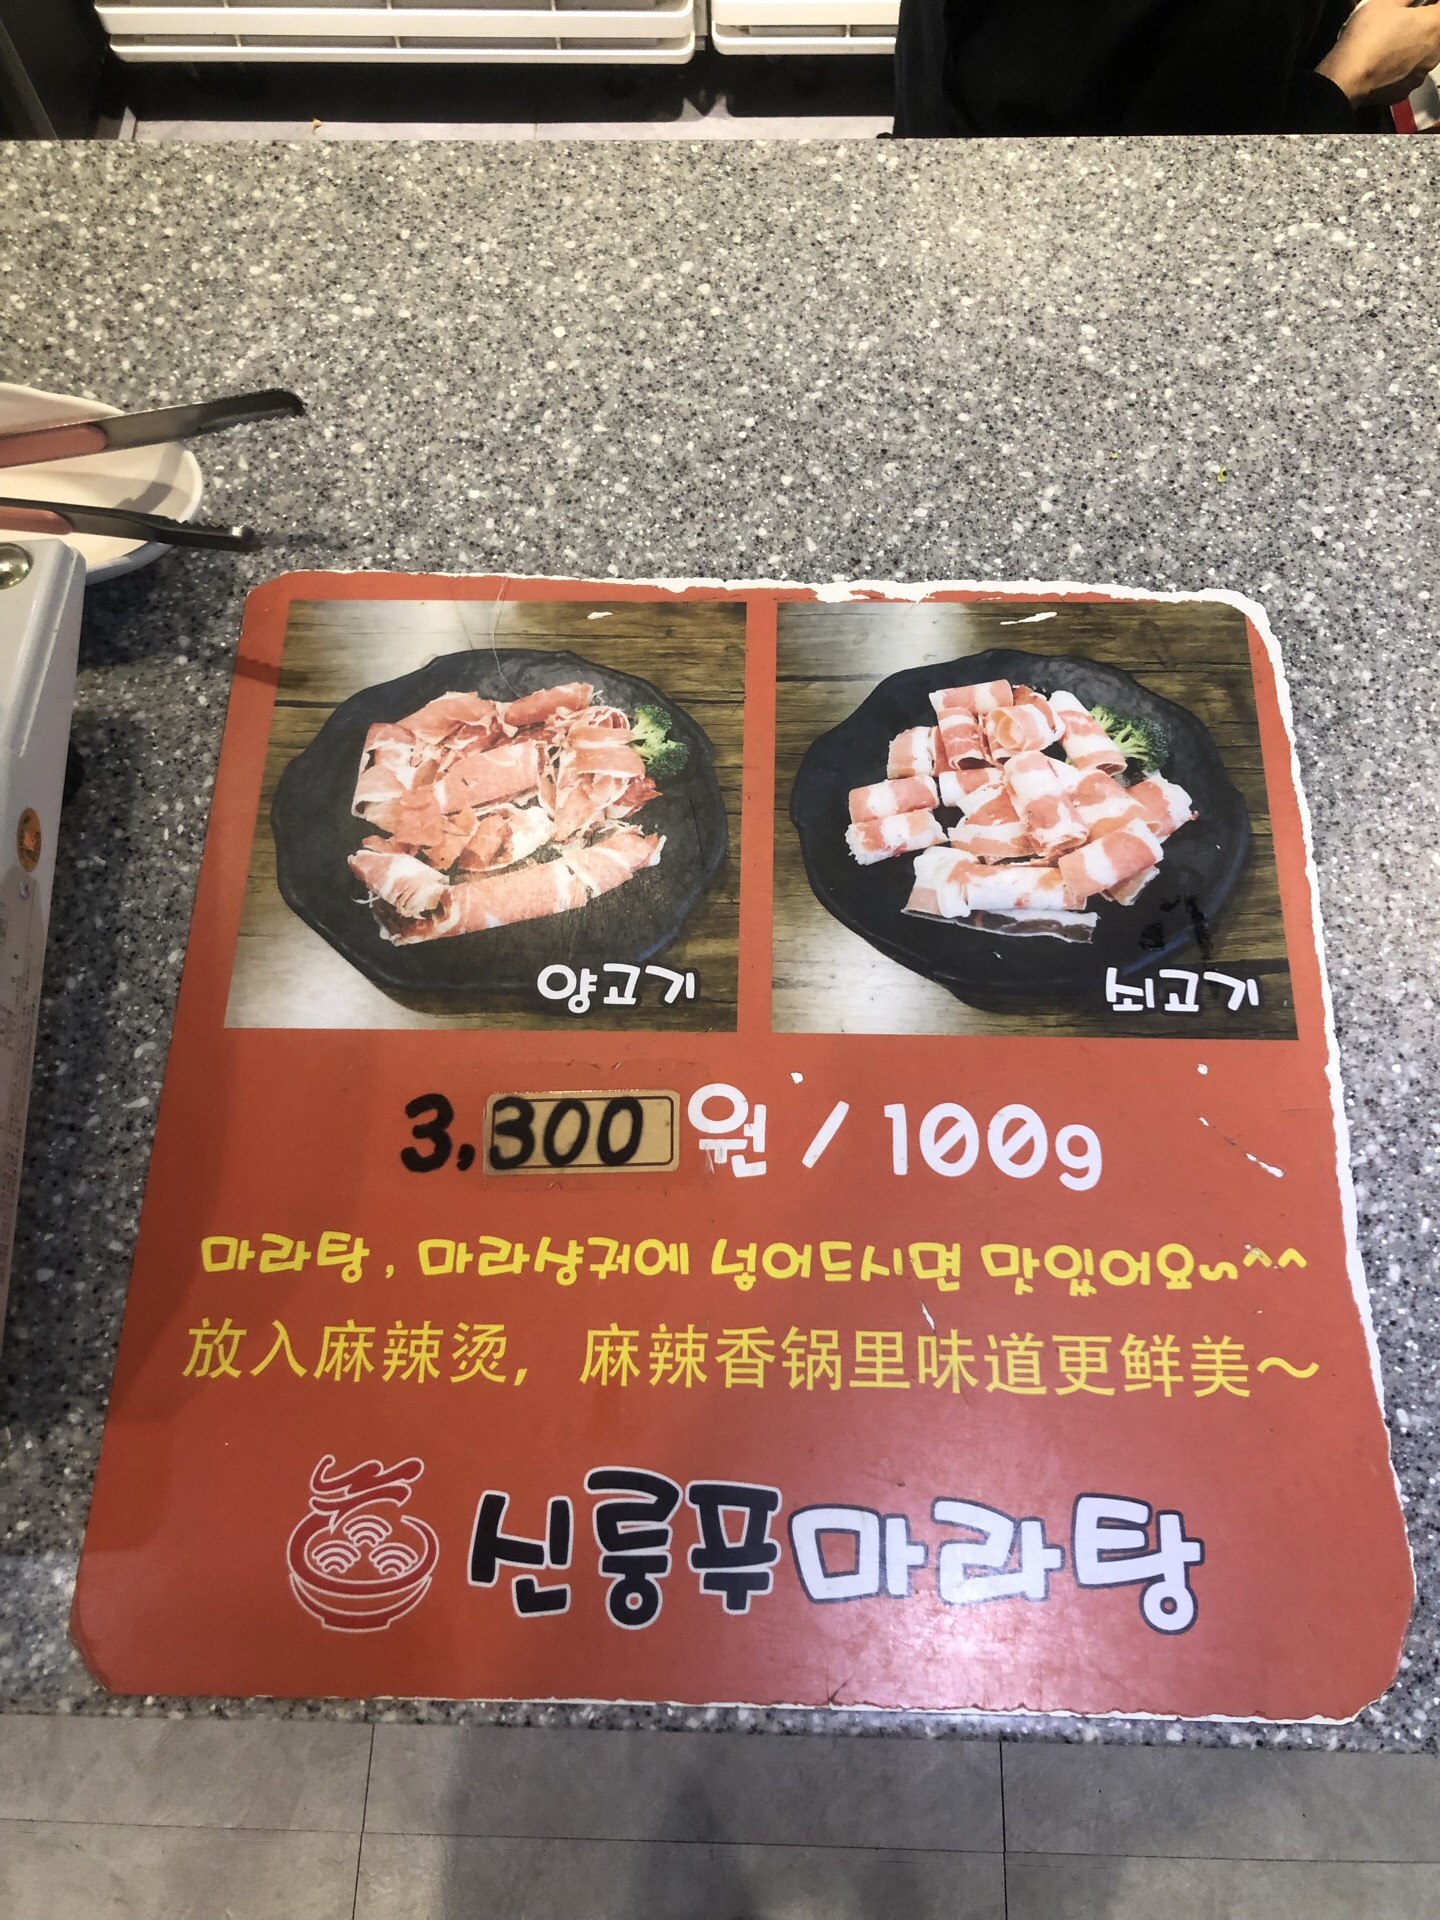 양고기
쇠고기
3,300원 / 100g
마라탕, 마라샹궈에 넣어드시면 맛있어요~^^
放入麻辣烫, 麻辣香锅里味道更鲜美~
신룽푸마라탕